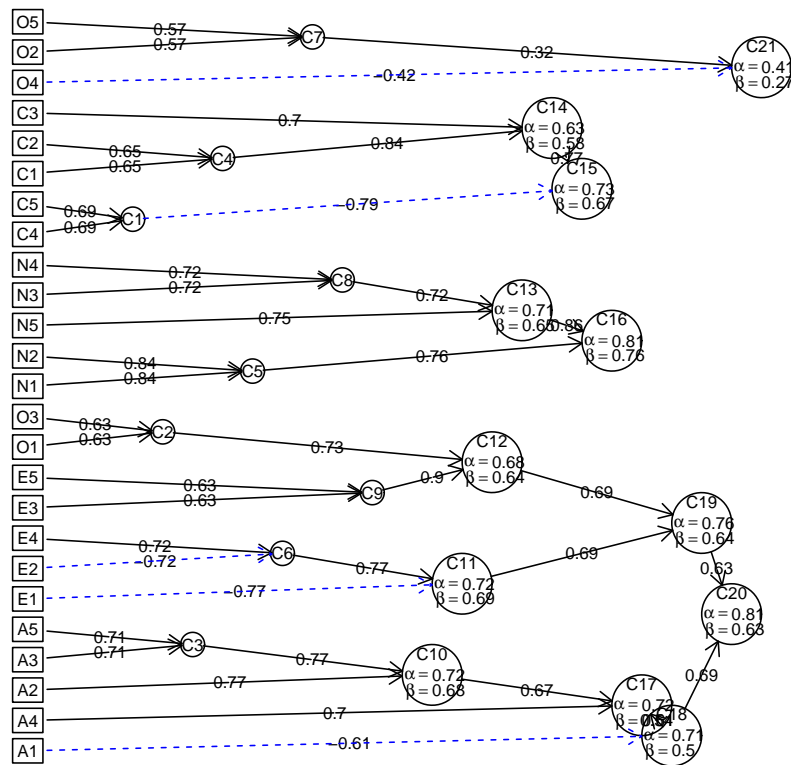 O5
0.57
O2
0.57
C7
0.32
O4
−0.42
C21
α = 0.41
β = 0.27
C3
0.7
C2
0.65
C1
0.65
C4
0.84
C14
α = 0.63
β = 0.58
0.77
C5
0.69
C4
0.69
C1
−0.79
C15
α = 0.73
β = 0.67
N4
0.72
N3
0.72
C8
0.72
N5
0.75
C13
α = 0.71
β = 0.65
0.86
N2
0.84
N1
0.84
C5
0.76
C16
α = 0.81
β = 0.76
O3
0.63
O1
0.63
C2
0.73
E5
0.63
E3
0.63
C9
0.9
C12
α = 0.68
β = 0.64
0.69
E4
0.72
E2
−0.72
C6
0.77
E1
−0.77
C11
α = 0.72
β = 0.69
0.69
C19
α = 0.76
β = 0.64
0.63
C20
α = 0.81
β = 0.63
A5
0.71
A3
0.71
C3
0.77
A2
0.77
C10
α = 0.72
β = 0.68
0.67
A4
0.7
C17
α = 0.72
A1
−0.61
C18
α = 0.71
β = 0.5
0.69